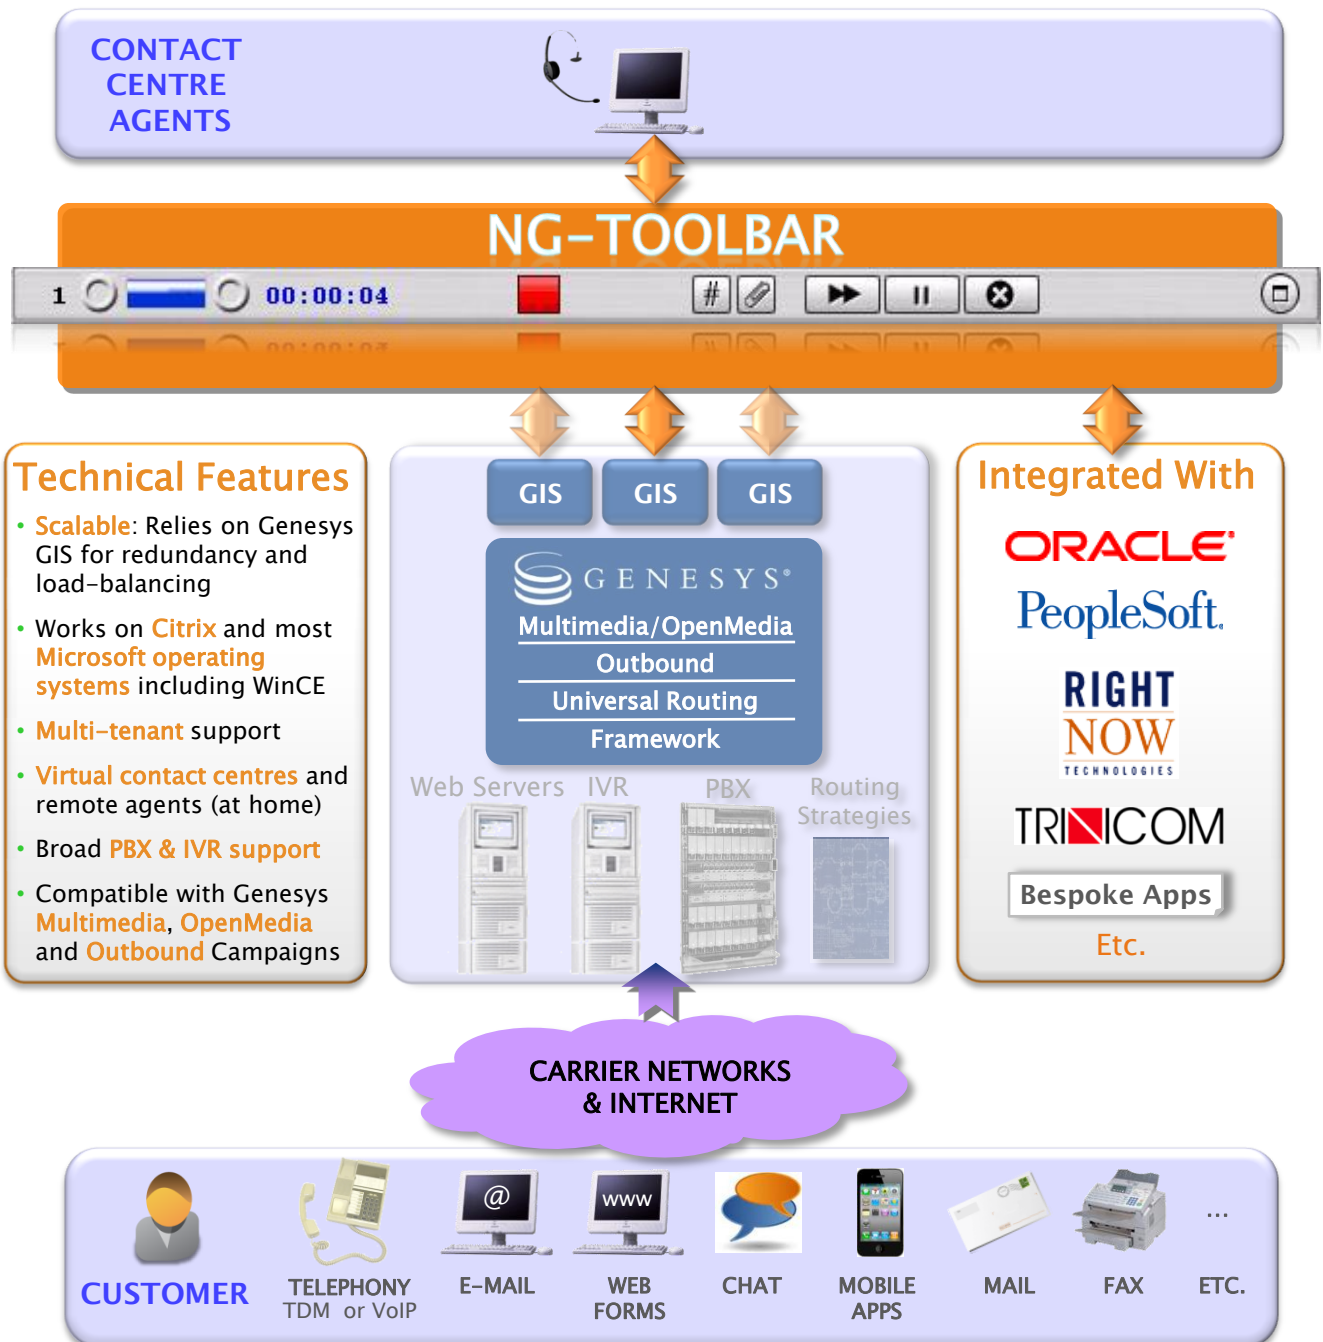 CONTACT
CENTRE
AGENTS
NG-TOOLBAR
1 00:00:04 #
Technical Features
• Scalable: Relies on Genesys
GIS for redundancy and
load-balancing
• Works on Citrix and most
Microsoft operating
systems including WinCE
• Multi-tenant support
• Virtual contact centres and
remote agents (at home)
• Broad PBX & IVR support
• Compatible with Genesys
Multimedia, OpenMedia
and Outbound Campaigns
GIS GIS GIS
GENESYS®
Multimedia/OpenMedia
Outbound
Universal Routing
Framework
Web Servers IVR PBX Routing
Strategies
Integrated With
ORACLE®
PeopleSoft.
RIGHT
NOW
TECHNOLOGIES
TRINICOM
Bespoke Apps
Etc.
CARRIER NETWORKS
& INTERNET
@ www ...
CUSTOMER
TELEPHONY
TDM or VoIP
E-MAIL
WEB
FORMS
CHAT
MOBILE
APPS
MAIL
FAX
ETC.